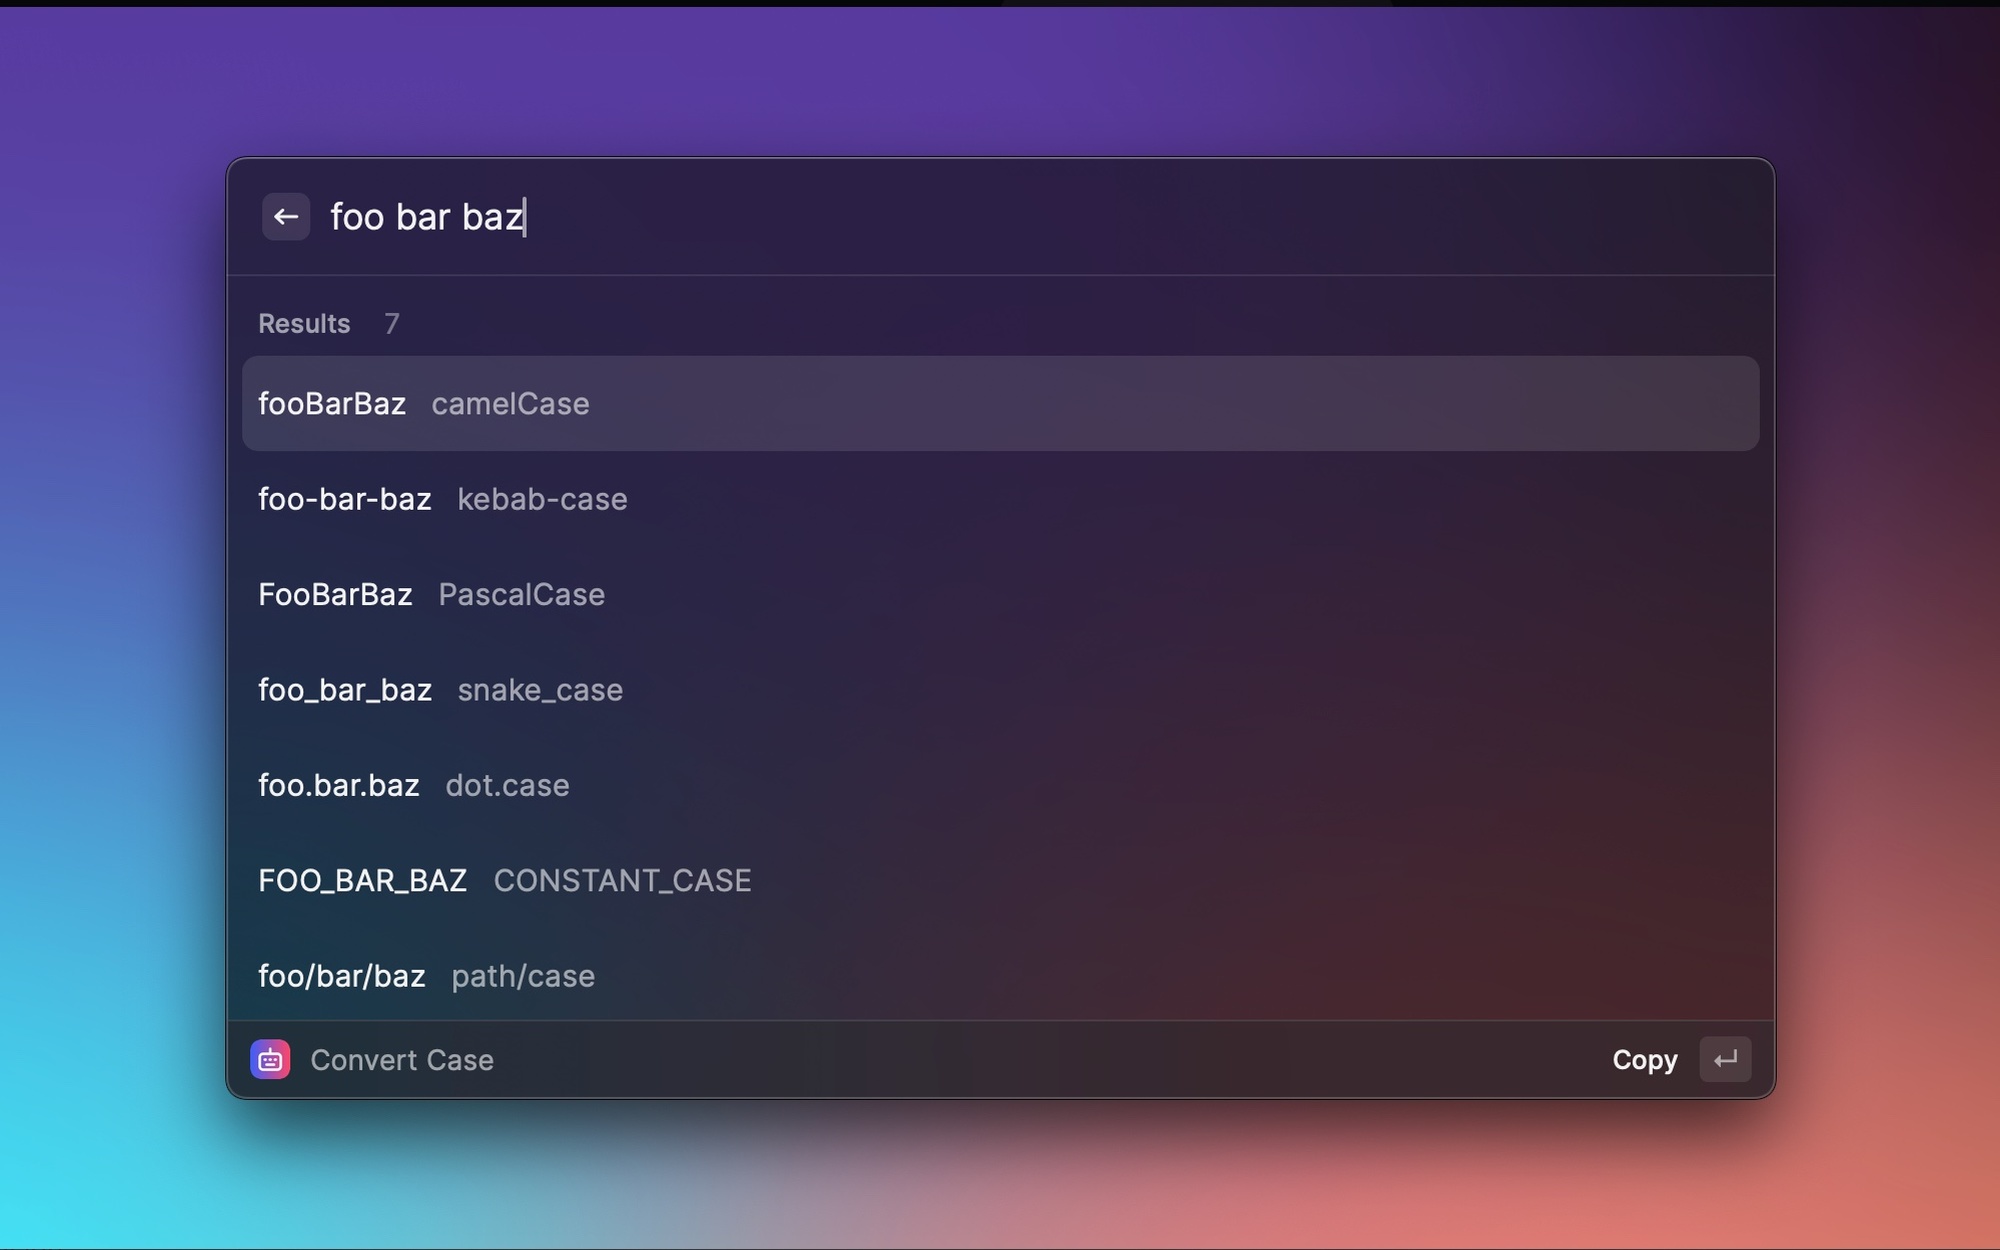 foo bar baz
Results 7
fooBarBaz camelCase
foo-bar-baz kebab-case
FooBarBaz PascalCase
foo_bar_baz snake_case
foo.bar.baz dot.case
FOO_BAR_BAZ CONSTANT_CASE
foo/bar/baz path/case
Convert Case Copy